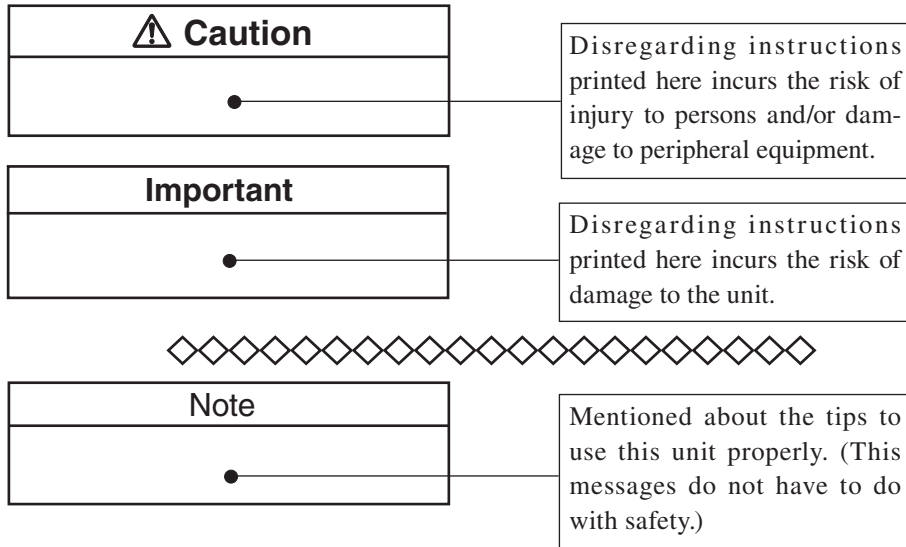 ⚠ Caution
Disregarding instructions
printed here incurs the risk of
injury to persons and/or dam-
age to peripheral equipment.
Important
Disregarding instructions
printed here incurs the risk of
damage to the unit.
Note
Mentioned about the tips to
use this unit properly. (This
messages do not have to do
with safety.)